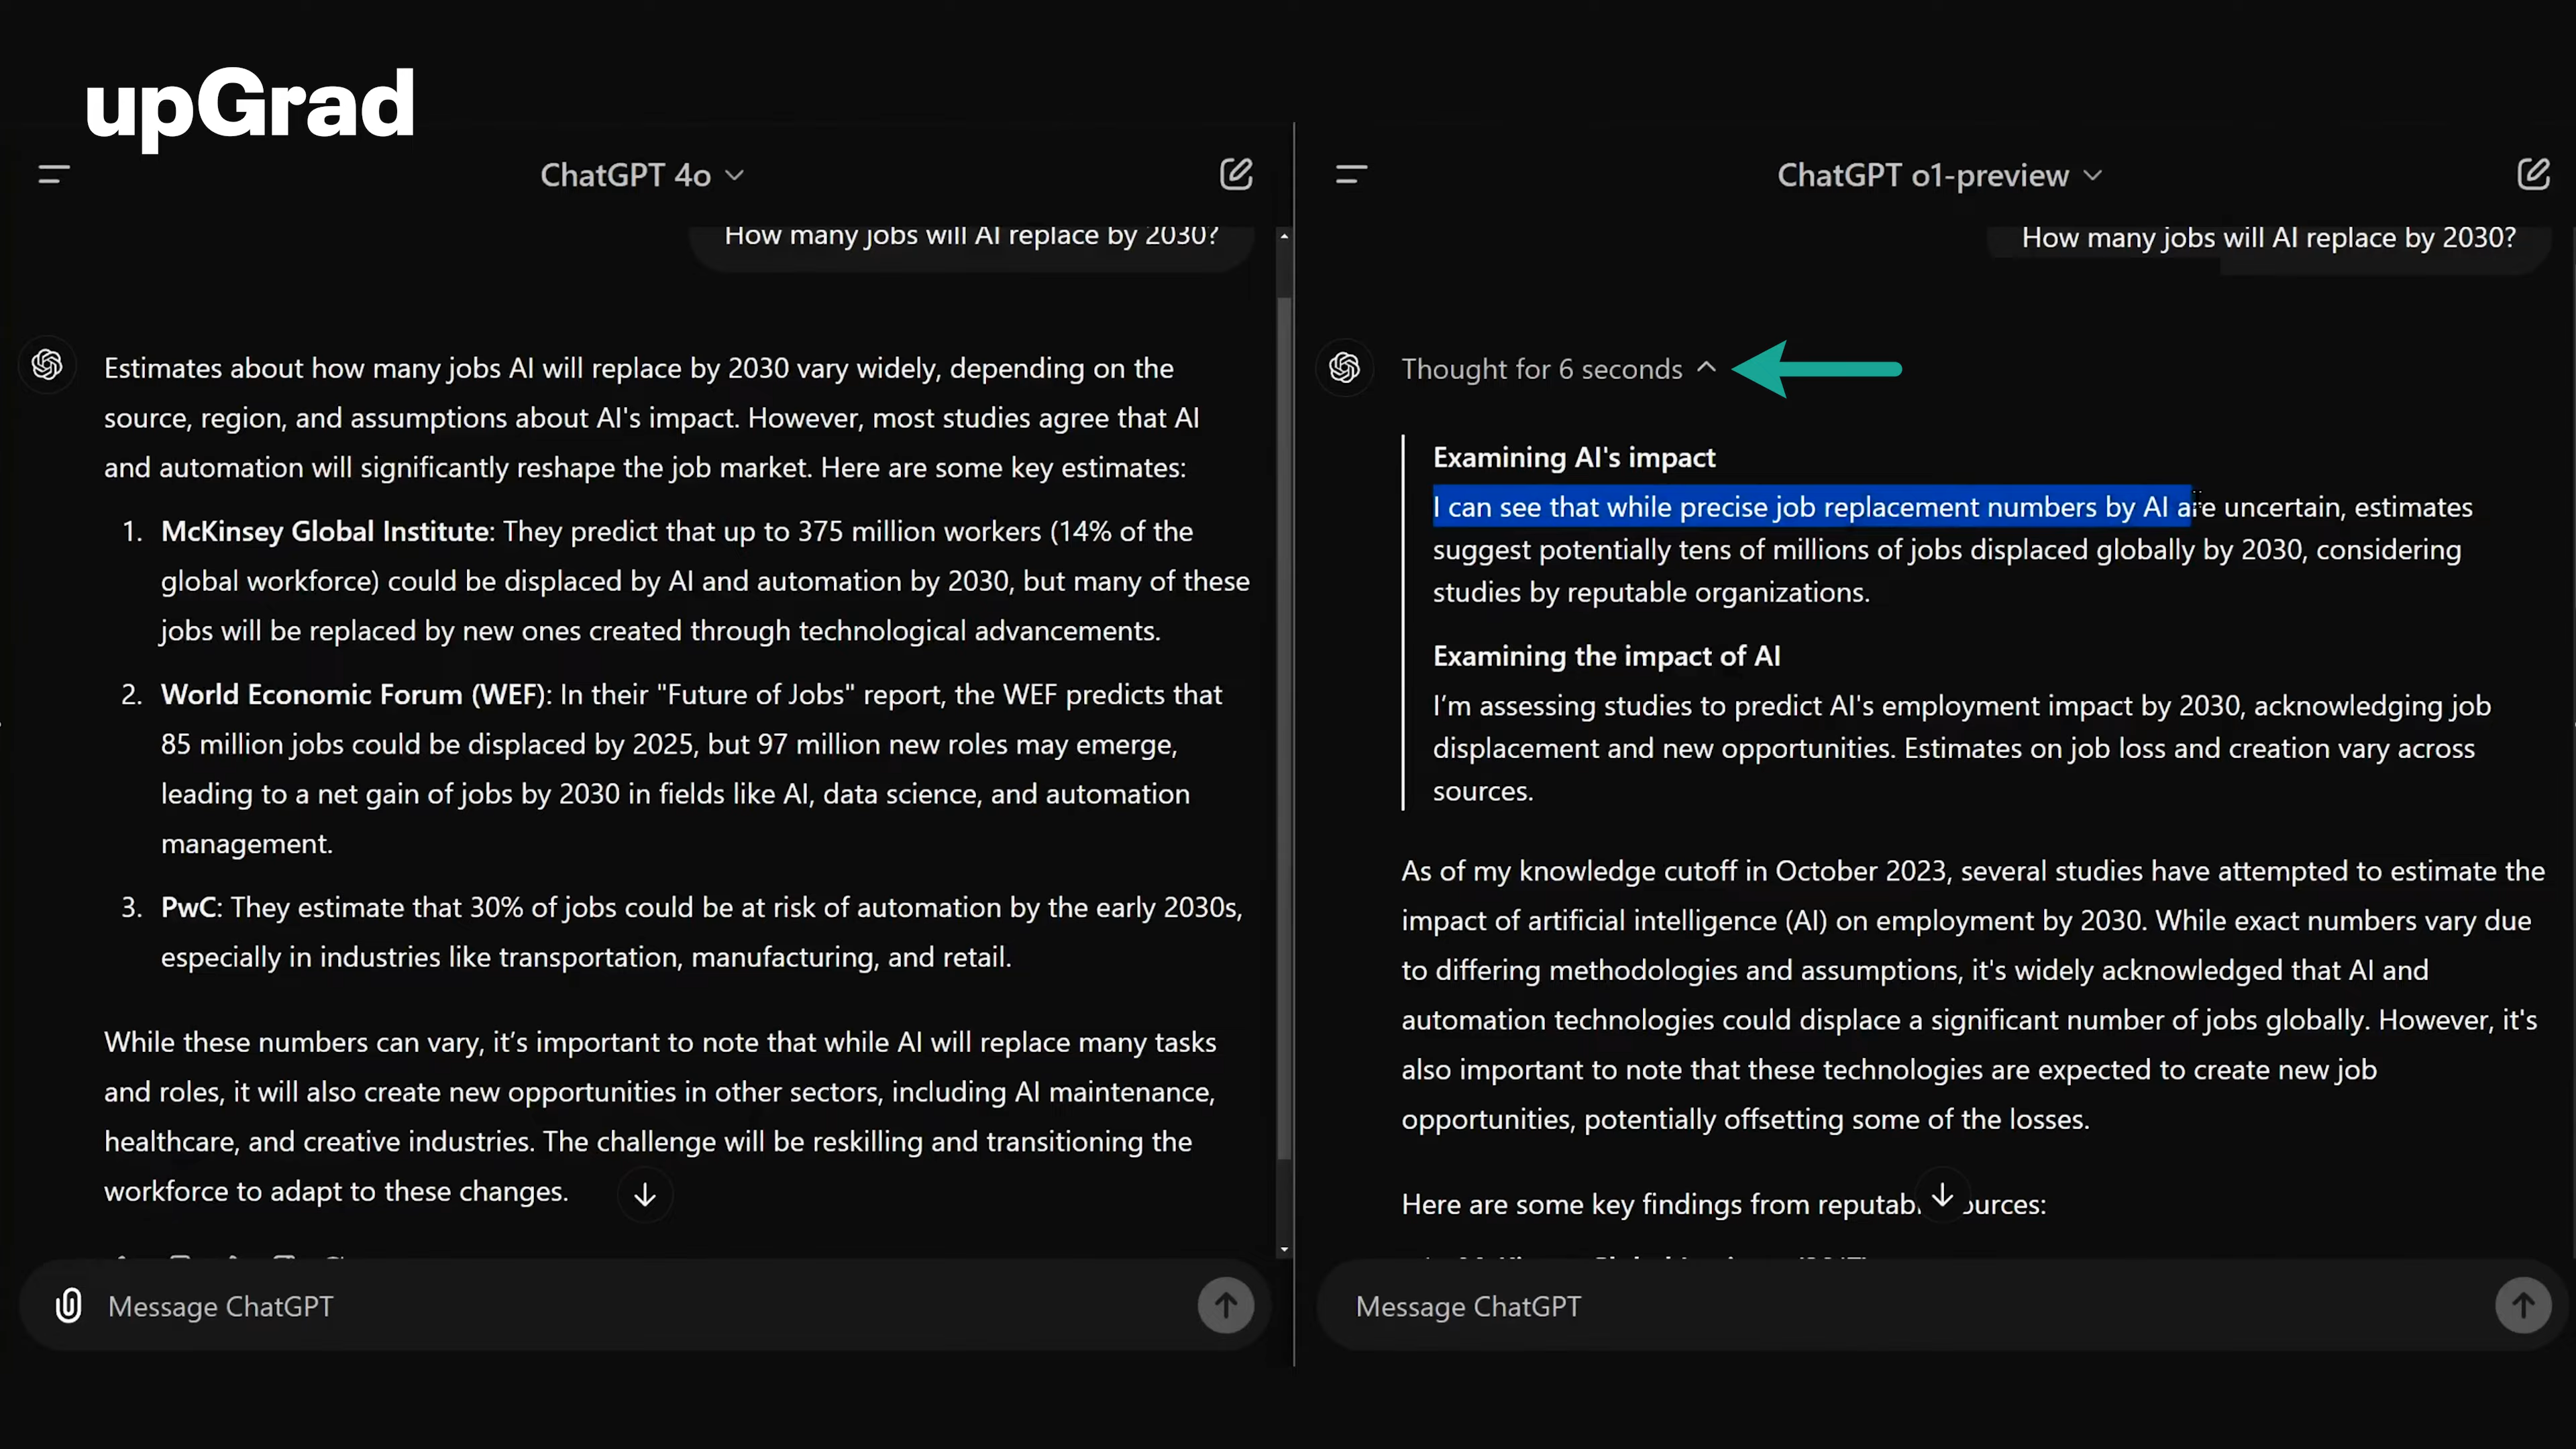 upGrad
ChatGPT 4o
How many jobs will AI replace by 2030?
Estimates about how many jobs AI will replace by 2030 vary widely, depending on the
source, region, and assumptions about AI's impact. However, most studies agree that AI
and automation will significantly reshape the job market. Here are some key estimates:
1. McKinsey Global Institute: They predict that up to 375 million workers (14% of the
global workforce) could be displaced by AI and automation by 2030, but many of these
jobs will be replaced by new ones created through technological advancements.
2. World Economic Forum (WEF): In their "Future of Jobs" report, the WEF predicts that
85 million jobs could be displaced by 2025, but 97 million new roles may emerge,
leading to a net gain of jobs by 2030 in fields like AI, data science, and automation
management.
3. PwC: They estimate that 30% of jobs could be at risk of automation by the early 2030s,
especially in industries like transportation, manufacturing, and retail.
While these numbers can vary, it’s important to note that while AI will replace many tasks
and roles, it will also create new opportunities in other sectors, including AI maintenance,
healthcare, and creative industries. The challenge will be reskilling and transitioning the
workforce to adapt to these changes.
Message ChatGPT
ChatGPT o1-preview
How many jobs will AI replace by 2030?
Thought for 6 seconds
Examining AI's impact
I can see that while precise job replacement numbers by AI are uncertain, estimates
suggest potentially tens of millions of jobs displaced globally by 2030, considering
studies by reputable organizations.
Examining the impact of AI
I’m assessing studies to predict AI's employment impact by 2030, acknowledging job
displacement and new opportunities. Estimates on job loss and creation vary across
sources.
As of my knowledge cutoff in October 2023, several studies have attempted to estimate the
impact of artificial intelligence (AI) on employment by 2030. While exact numbers vary due
to differing methodologies and assumptions, it's widely acknowledged that AI and
automation technologies could displace a significant number of jobs globally. However, it's
also important to note that these technologies are expected to create new job
opportunities, potentially offsetting some of the losses.
Here are some key findings from
Message ChatGPT